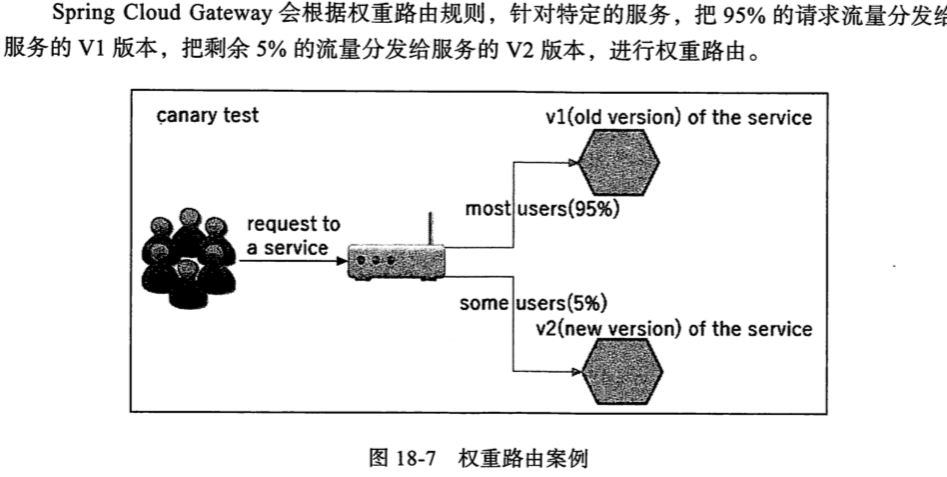 Spring Cloud Gateway 会根据权重路由规则，针对特定的服务，把 95% 的请求流量分发给
服务的 V1 版本，把剩余 5% 的流量分发给服务的 V2 版本，进行权重路由。
canary test
v1(old version) of the service
most users(95%)
request to
a service
some users(5%)
v2(new version) of the service
图 18-7 权重路由案例